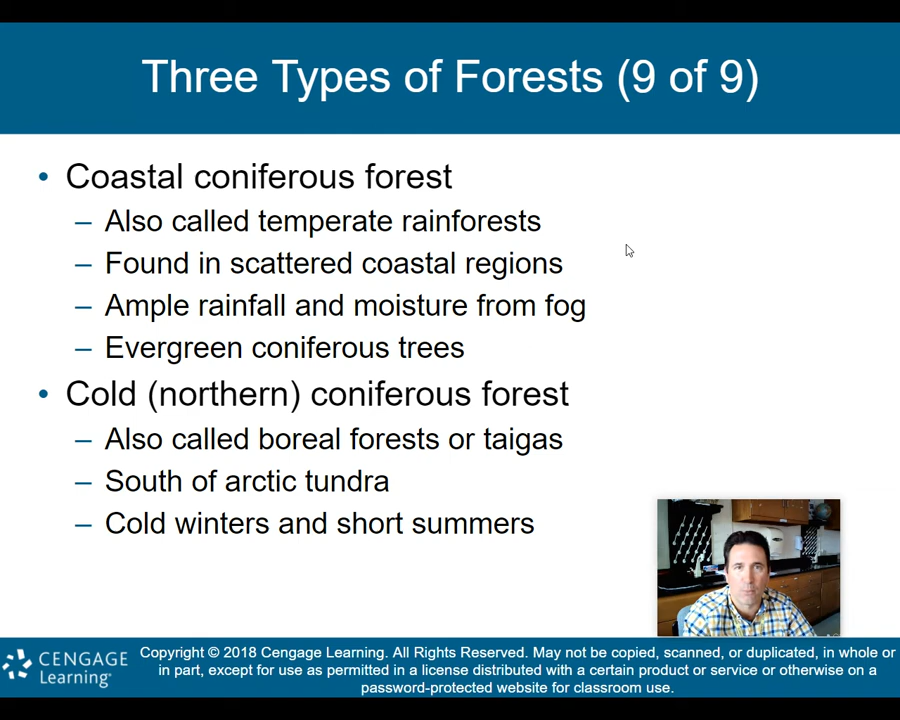 Three Types of Forests (9 of 9)
• Coastal coniferous forest
– Also called temperate rainforests
– Found in scattered coastal regions
– Ample rainfall and moisture from fog
– Evergreen coniferous trees
• Cold (northern) coniferous forest
– Also called boreal forests or taigas
– South of arctic tundra
– Cold winters and short summers
CENGAGE
Learning®
Copyright © 2018 Cengage Learning. All Rights Reserved. May not be copied, scanned, or duplicated, in whole or
in part, except for use as permitted in a license distributed with a certain product or service or otherwise on a
password-protected website for classroom use.